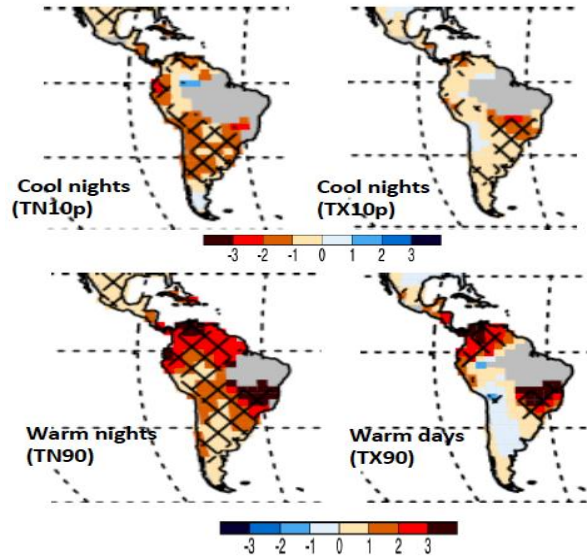 Cool nights
(TN10p)
Cool nights
(TX10p)
-3 -2 -1 0 1 2 3
Warm nights
(TN90)
Warm days
(TX90)
-3 -2 -1 0 1 2 3